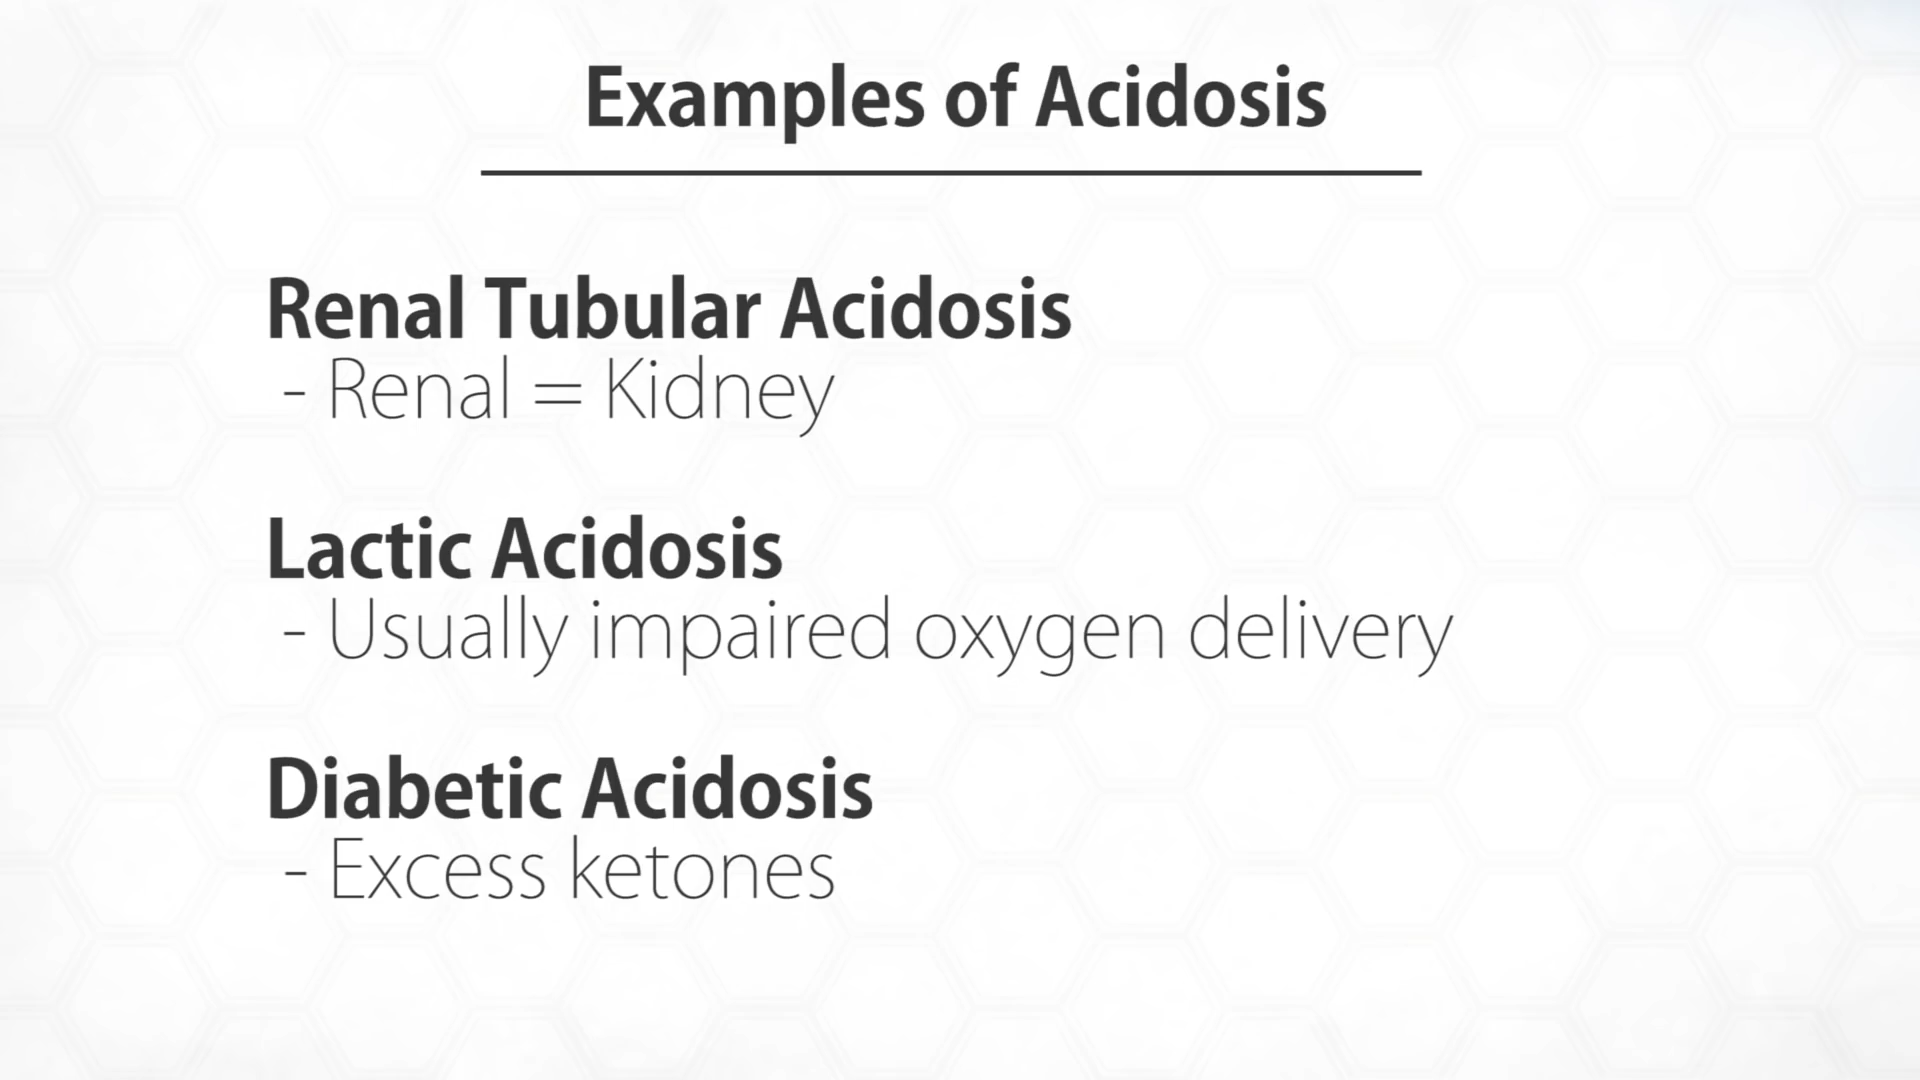 Examples of Acidosis
Renal Tubular Acidosis
- Renal = Kidney
Lactic Acidosis
- Usually impaired oxygen delivery
Diabetic Acidosis
- Excess ketones